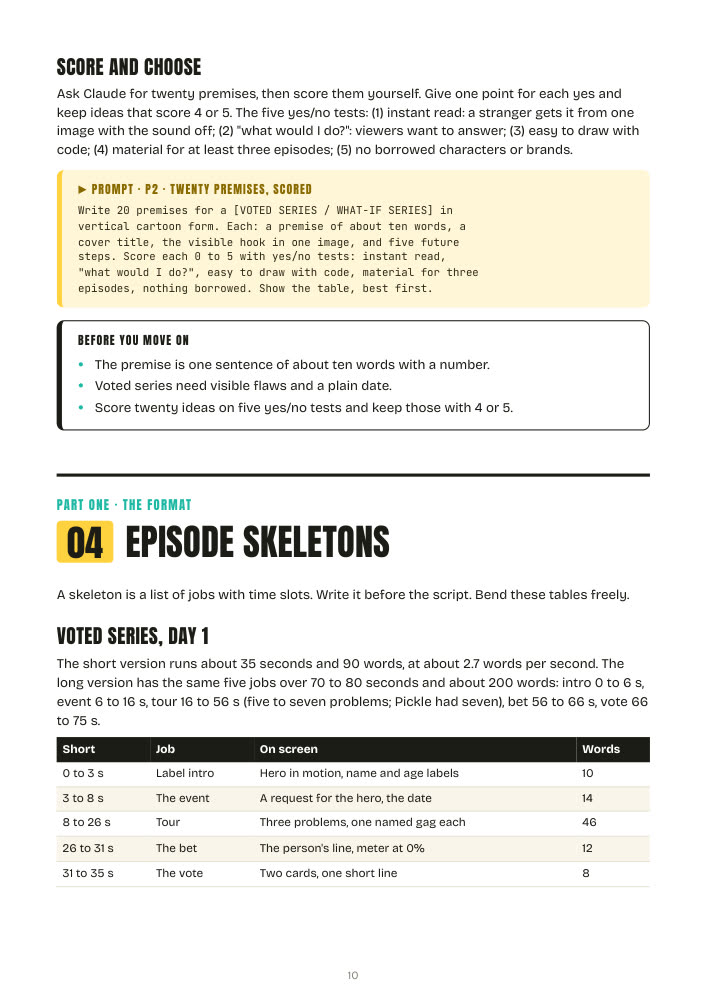 SCORE AND CHOOSE
Ask Claude for twenty premises, then score them yourself. Give one point for each yes and
keep ideas that score 4 or 5. The five yes/no tests: (1) instant read: a stranger gets it from one
image with the sound off; (2) "what would I do?": viewers want to answer; (3) easy to draw with
code; (4) material for at least three episodes; (5) no borrowed characters or brands.
▶ PROMPT · P2 · TWENTY PREMISES, SCORED
Write 20 premises for a [VOTED SERIES / WHAT-IF SERIES] in
vertical cartoon form. Each: a premise of about ten words, a
cover title, the visible hook in one image, and five future
steps. Score each 0 to 5 with yes/no tests: instant read,
"what would I do?", easy to draw with code, material for three
episodes, nothing borrowed. Show the table, best first.
BEFORE YOU MOVE ON
• The premise is one sentence of about ten words with a number.
• Voted series need visible flaws and a plain date.
• Score twenty ideas on five yes/no tests and keep those with 4 or 5.
PART ONE · THE FORMAT
04 EPISODE SKELETONS
A skeleton is a list of jobs with time slots. Write it before the script. Bend these tables freely.
VOTED SERIES, DAY 1
The short version runs about 35 seconds and 90 words, at about 2.7 words per second. The
long version has the same five jobs over 70 to 80 seconds and about 200 words: intro 0 to 6 s,
event 6 to 16 s, tour 16 to 56 s (five to seven problems; Pickle had seven), bet 56 to 66 s, vote 66
to 75 s.
Short Job On screen Words
0 to 3 s Label intro Hero in motion, name and age labels 10
3 to 8 s The event A request for the hero, the date 14
8 to 26 s Tour Three problems, one named gag each 46
26 to 31 s The bet The person's line, meter at 0% 12
31 to 35 s The vote Two cards, one short line 8
10